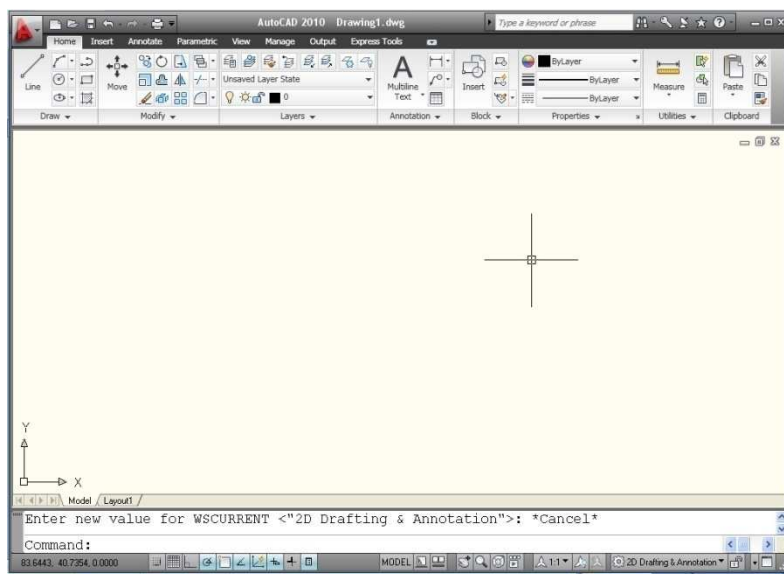 AutoCAD 2010 Drawing1.dwg Type a keyword or phrase
Home Insert Annotate Parametric View Manage Output Express Tools
Line Move Unsaved Layer State 0 Multiline Text Insert ByLayer ByLayer ByLayer Measure Paste
Draw Modify Layers Annotation Block Properties Utilities Clipboard
Y
X
Model Layout1
Enter new value for WSCURRENT <"2D Drafting & Annotation">: *Cancel*
Command:
83.6443, 40.7354, 0.0000 MODEL 1:1 2D Drafting & Annotation